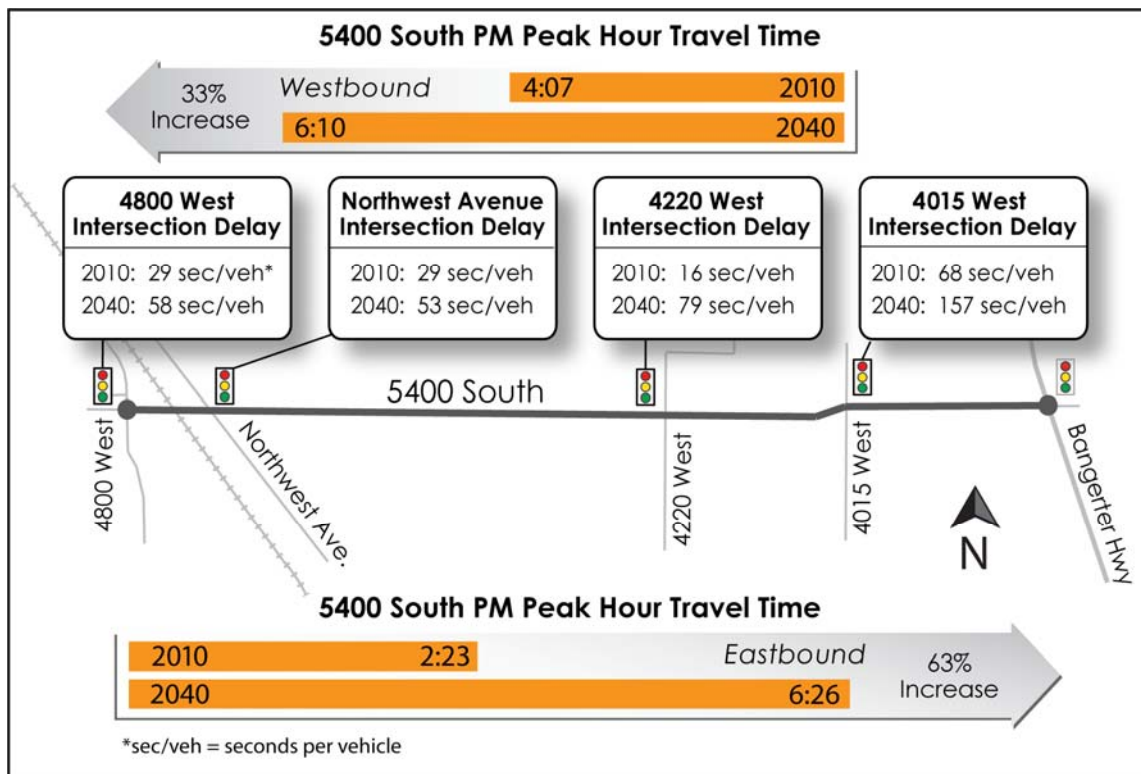 5400 South PM Peak Hour Travel Time
33%
Increase
Westbound
4:07 2010
6:10 2040
4800 West
Intersection Delay
2010: 29 sec/veh*
2040: 58 sec/veh
Northwest Avenue
Intersection Delay
2010: 29 sec/veh
2040: 53 sec/veh
4220 West
Intersection Delay
2010: 16 sec/veh
2040: 79 sec/veh
4015 West
Intersection Delay
2010: 68 sec/veh
2040: 157 sec/veh
5400 South
4800 West
Northwest Ave.
4220 West
4015 West
Bangerter Hwy
N
5400 South PM Peak Hour Travel Time
2010 2:23
2040 6:26
Eastbound
63%
Increase
*sec/veh = seconds per vehicle